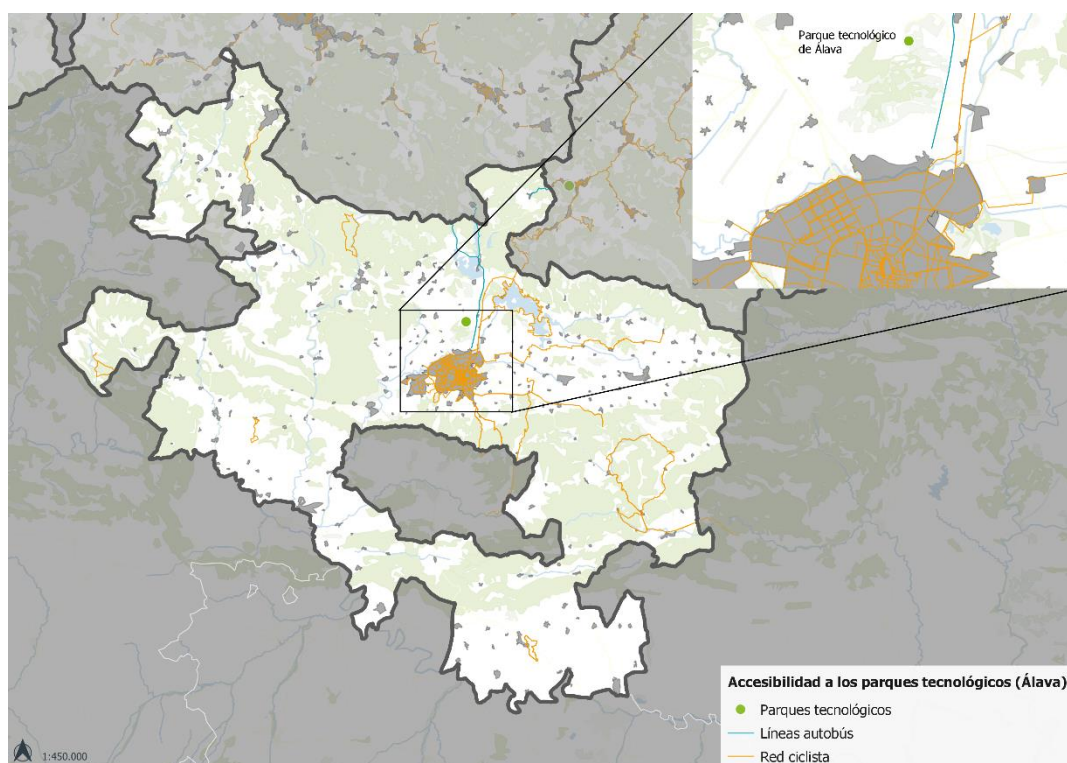 Parque tecnológico
de Álava
Accesibilidad a los parques tecnológicos (Álava)
Parques tecnológicos
Líneas autobús
Red ciclista
1:450.000